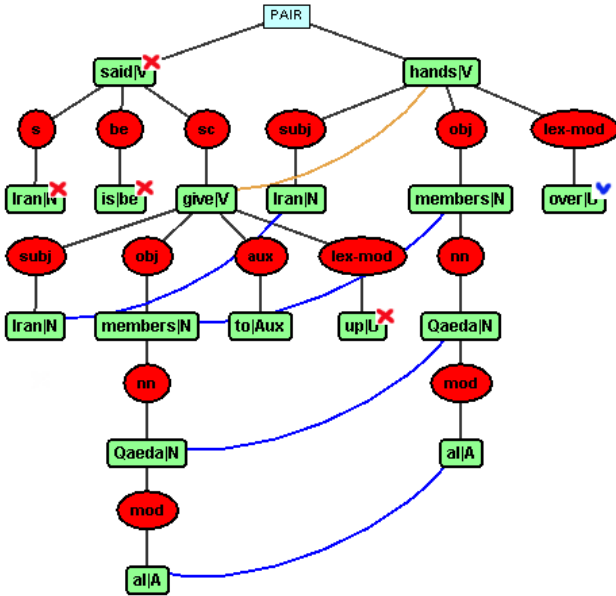 PAIR
said|V hands|V
s be sc subj obj lex-mod
Iran|N is|be give|V Iran|N members|N over|U
subj obj aux lex-mod nn
Iran|N members|N to|Aux up|U Qaeda|N
nn mod
Qaeda|N al|A
mod
al|A